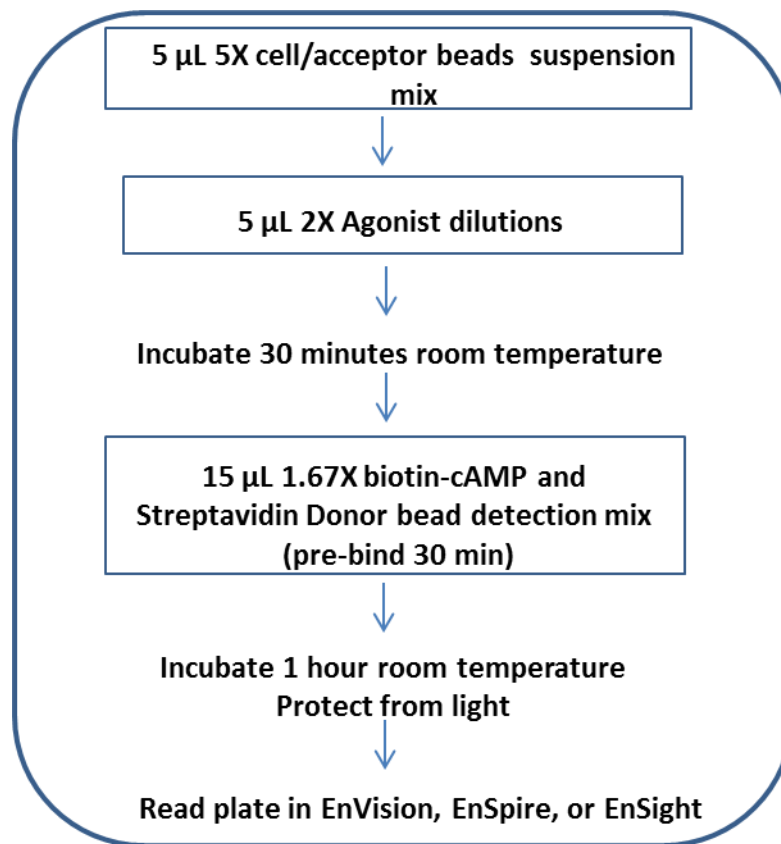 5 µL 5X cell/acceptor beads suspension
mix
5 µL 2X Agonist dilutions
Incubate 30 minutes room temperature
15 µL 1.67X biotin-cAMP and
Streptavidin Donor bead detection mix
(pre-bind 30 min)
Incubate 1 hour room temperature
Protect from light
Read plate in EnVision, EnSpire, or EnSight